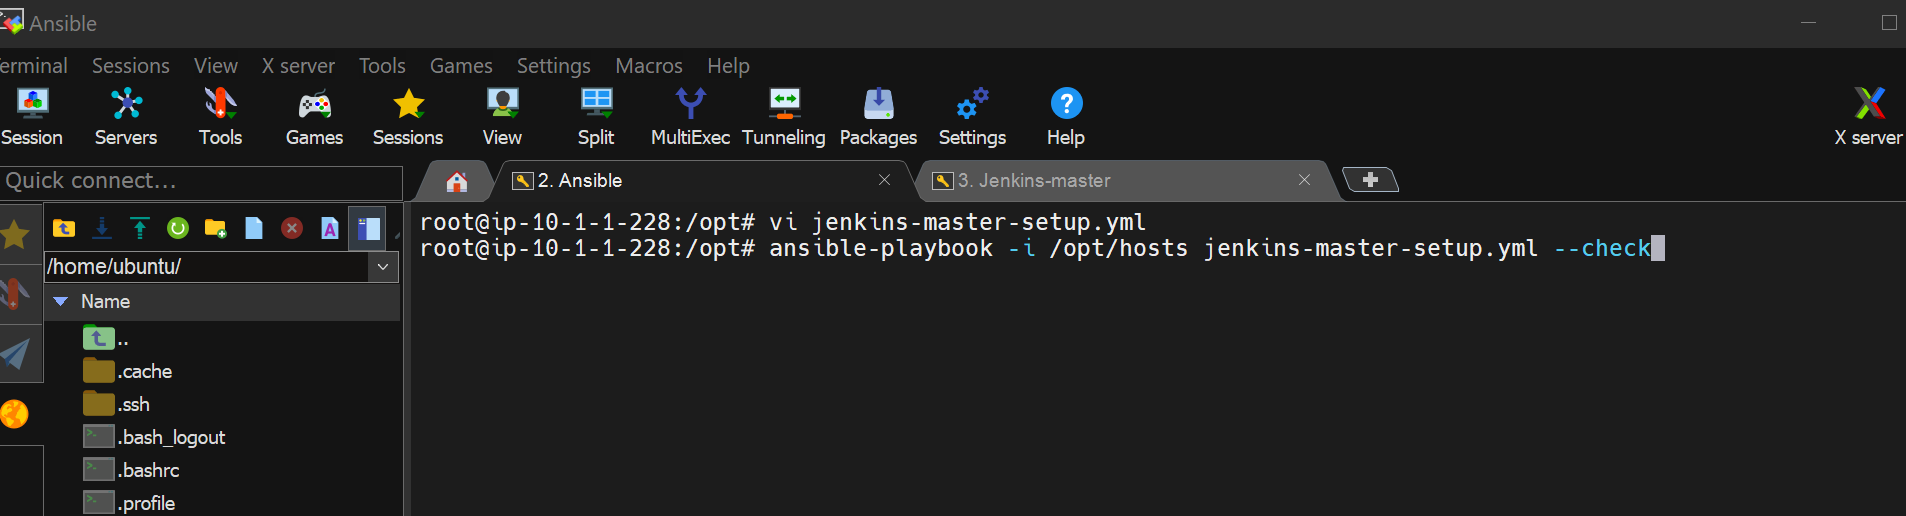 Ansible
erminal Sessions View X server Tools Games Settings Macros Help
Session Servers Tools Games Sessions View Split MultiExec Tunneling Packages Settings Help X server
Quick connect...
2. Ansible
3. Jenkins-master
/home/ubuntu/
Name
..
.cache
.ssh
.bash_logout
.bashrc
.profile
root@ip-10-1-1-228:/opt# vi jenkins-master-setup.yml
root@ip-10-1-1-228:/opt# ansible-playbook -i /opt/hosts jenkins-master-setup.yml --check